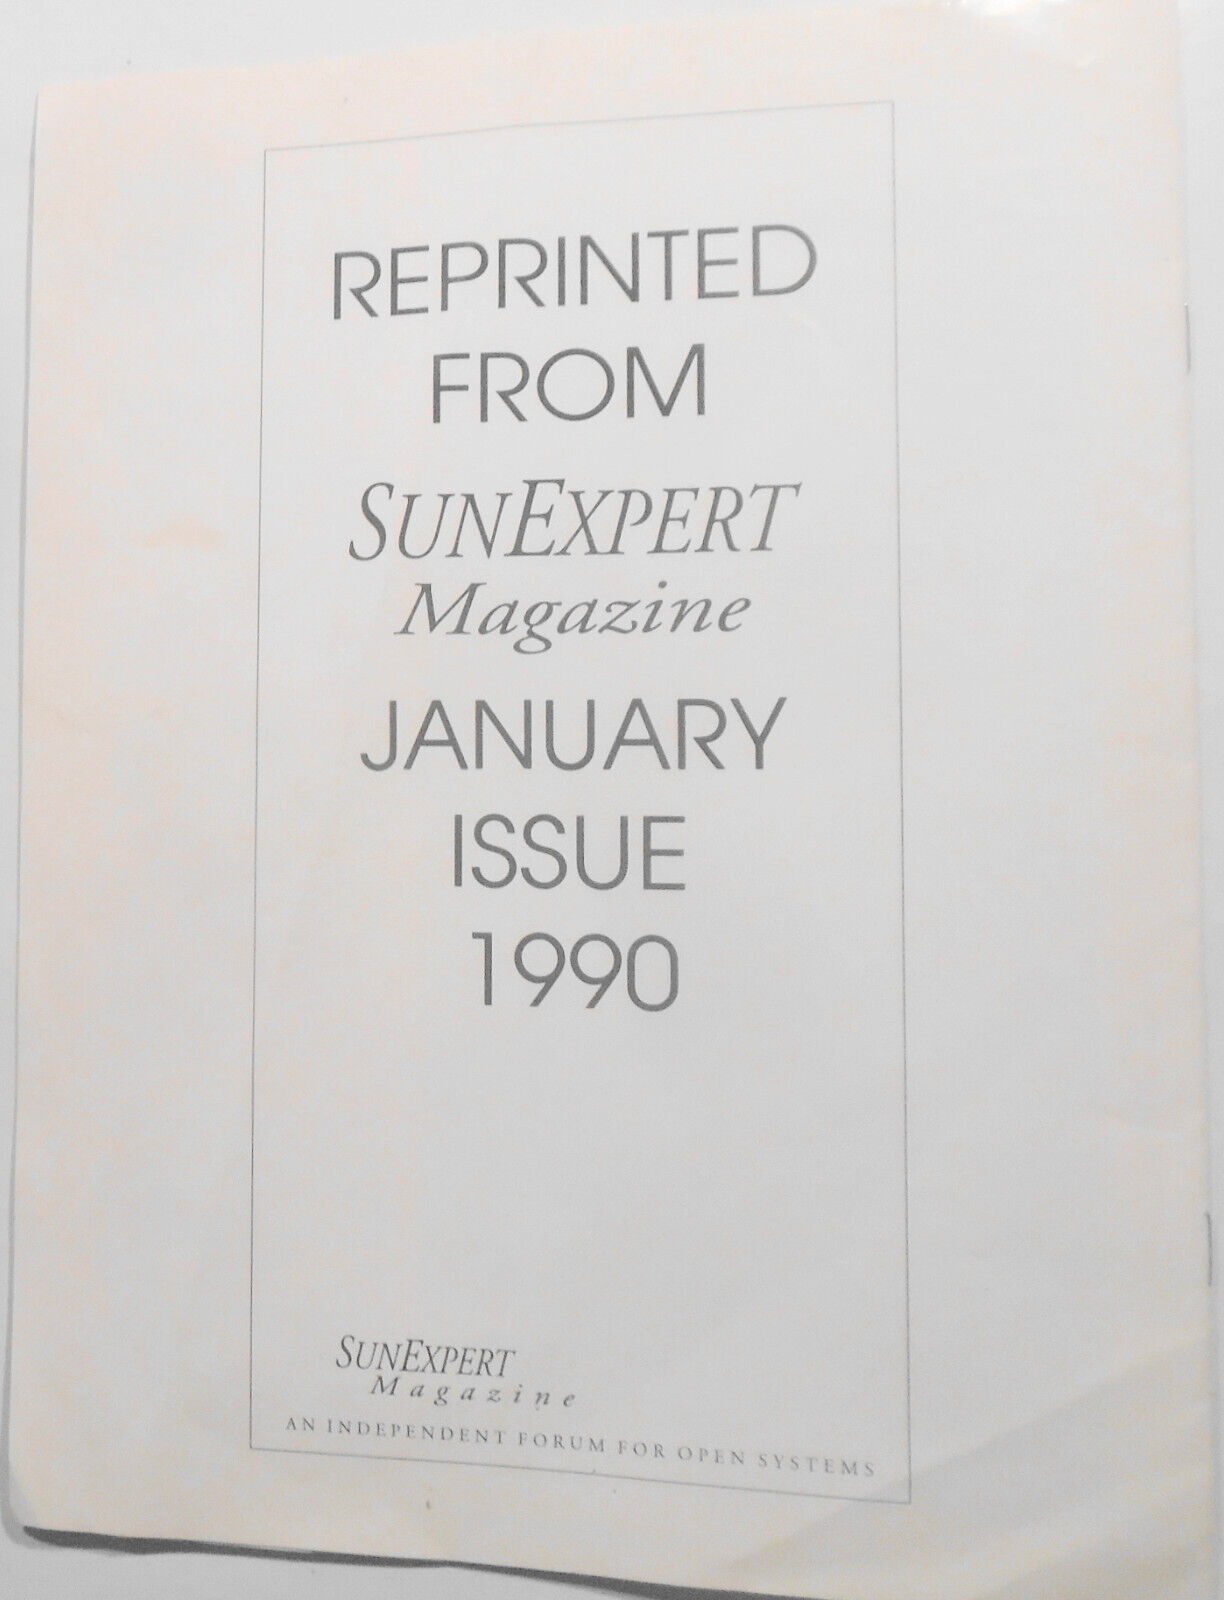 REPRINTED
FROM
SUNEXPERT
Magazine
JANUARY
ISSUE
1990
SUNEXPERT
Magazine
AN INDEPENDENT FORUM FOR OPEN SYSTEMS